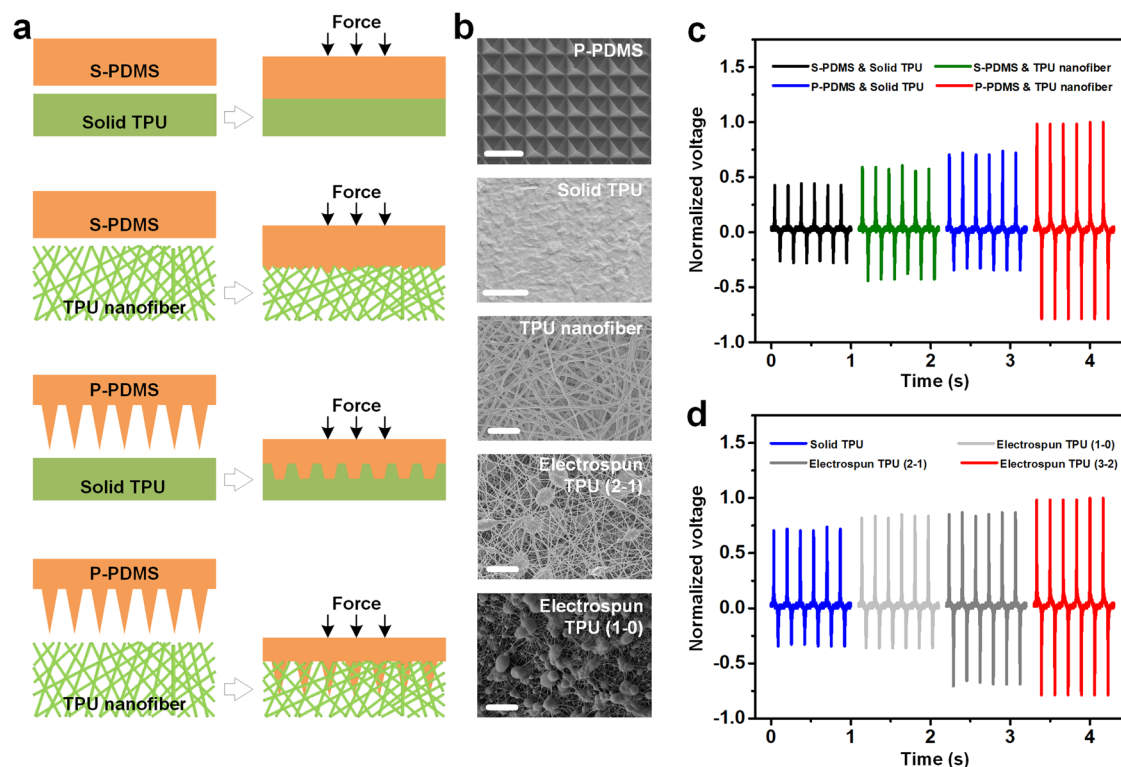 a
Force
S-PDMS
Solid TPU
Force
S-PDMS
TPU nanofiber
P-PDMS
Force
Solid TPU
P-PDMS
Force
TPU nanofiber
b
P-PDMS
Solid TPU
TPU nanofiber
Electrospun
TPU (2-1)
Electrospun
TPU (1-0)
c
S-PDMS & Solid TPU
S-PDMS & TPU nanofiber
P-PDMS & Solid TPU
P-PDMS & TPU nanofiber
Normalized voltage
1.5
1.0
0.5
0.0
-0.5
-1.0
0 1 2 3 4
Time (s)
d
Solid TPU
Electrospun TPU (1-0)
Electrospun TPU (2-1)
Electrospun TPU (3-2)
Normalized voltage
1.5
1.0
0.5
0.0
-0.5
-1.0
0 1 2 3 4
Time (s)